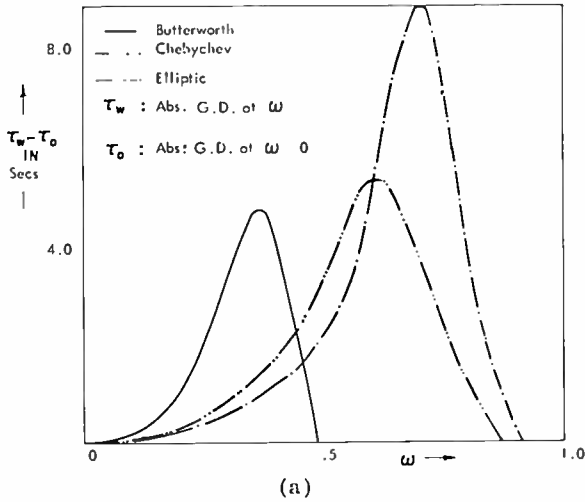 8.0
Butterworth
Chebychev
Elliptic
τw : Abs. G.D. at ω
τo : Abs: G.D. at ω 0
τw-τo
IN
Secs
4.0
0
.5
ω
1.0
(a)